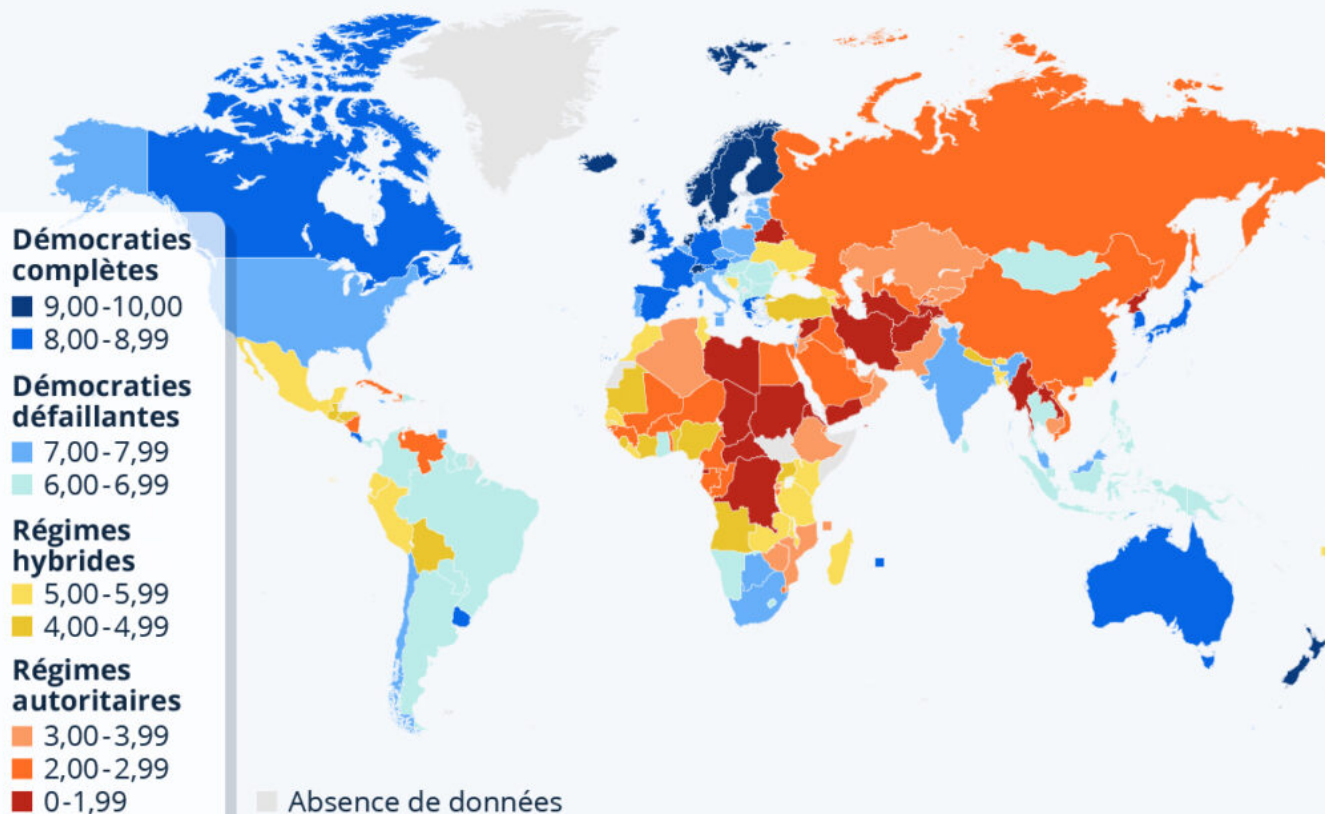 Démocraties
complètes
9,00-10,00
8,00-8,99
Démocraties
défaillantes
7,00-7,99
6,00-6,99
Régimes
hybrides
5,00-5,99
4,00-4,99
Régimes
autoritaires
3,00-3,99
2,00-2,99
0-1,99
Absence de données